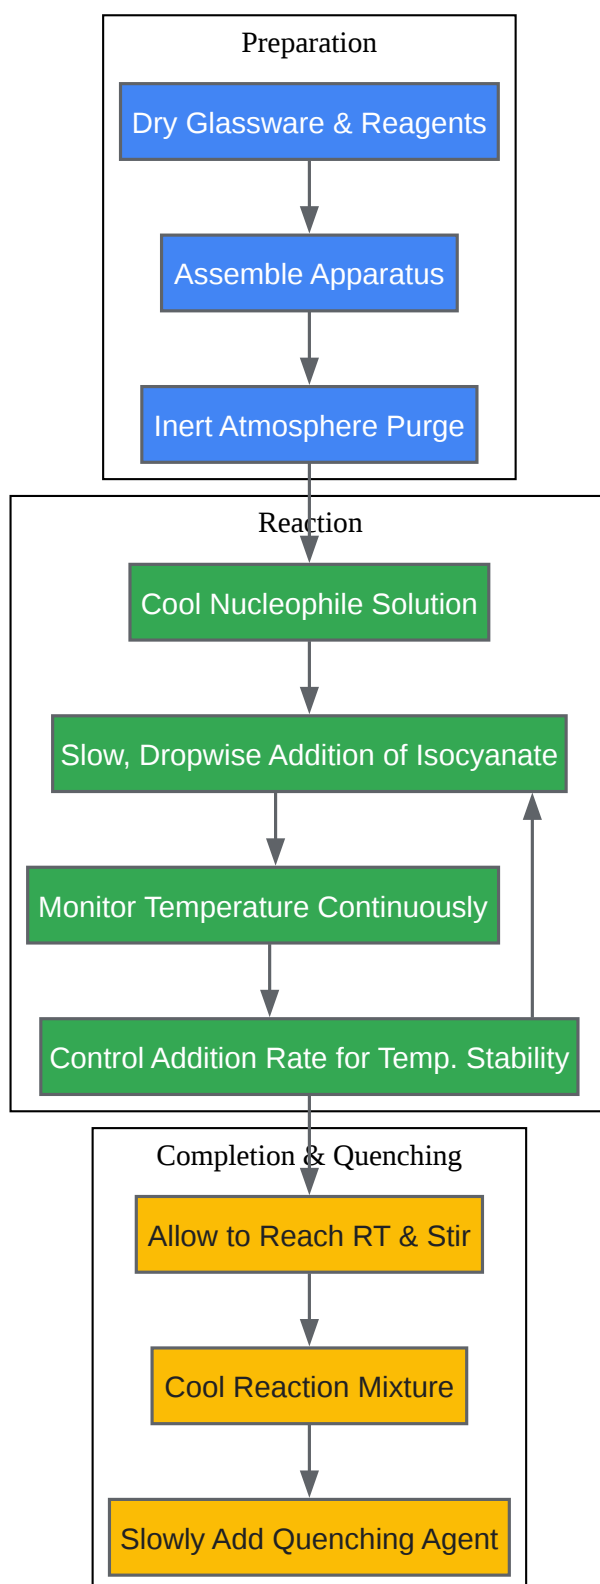 Preparation
Dry Glassware & Reagents
Assemble Apparatus
Inert Atmosphere Purge
Reaction
Cool Nucleophile Solution
Slow, Dropwise Addition of Isocyanate
Monitor Temperature Continuously
Control Addition Rate for Temp. Stability
Completion & Quenching
Allow to Reach RT & Stir
Cool Reaction Mixture
Slowly Add Quenching Agent